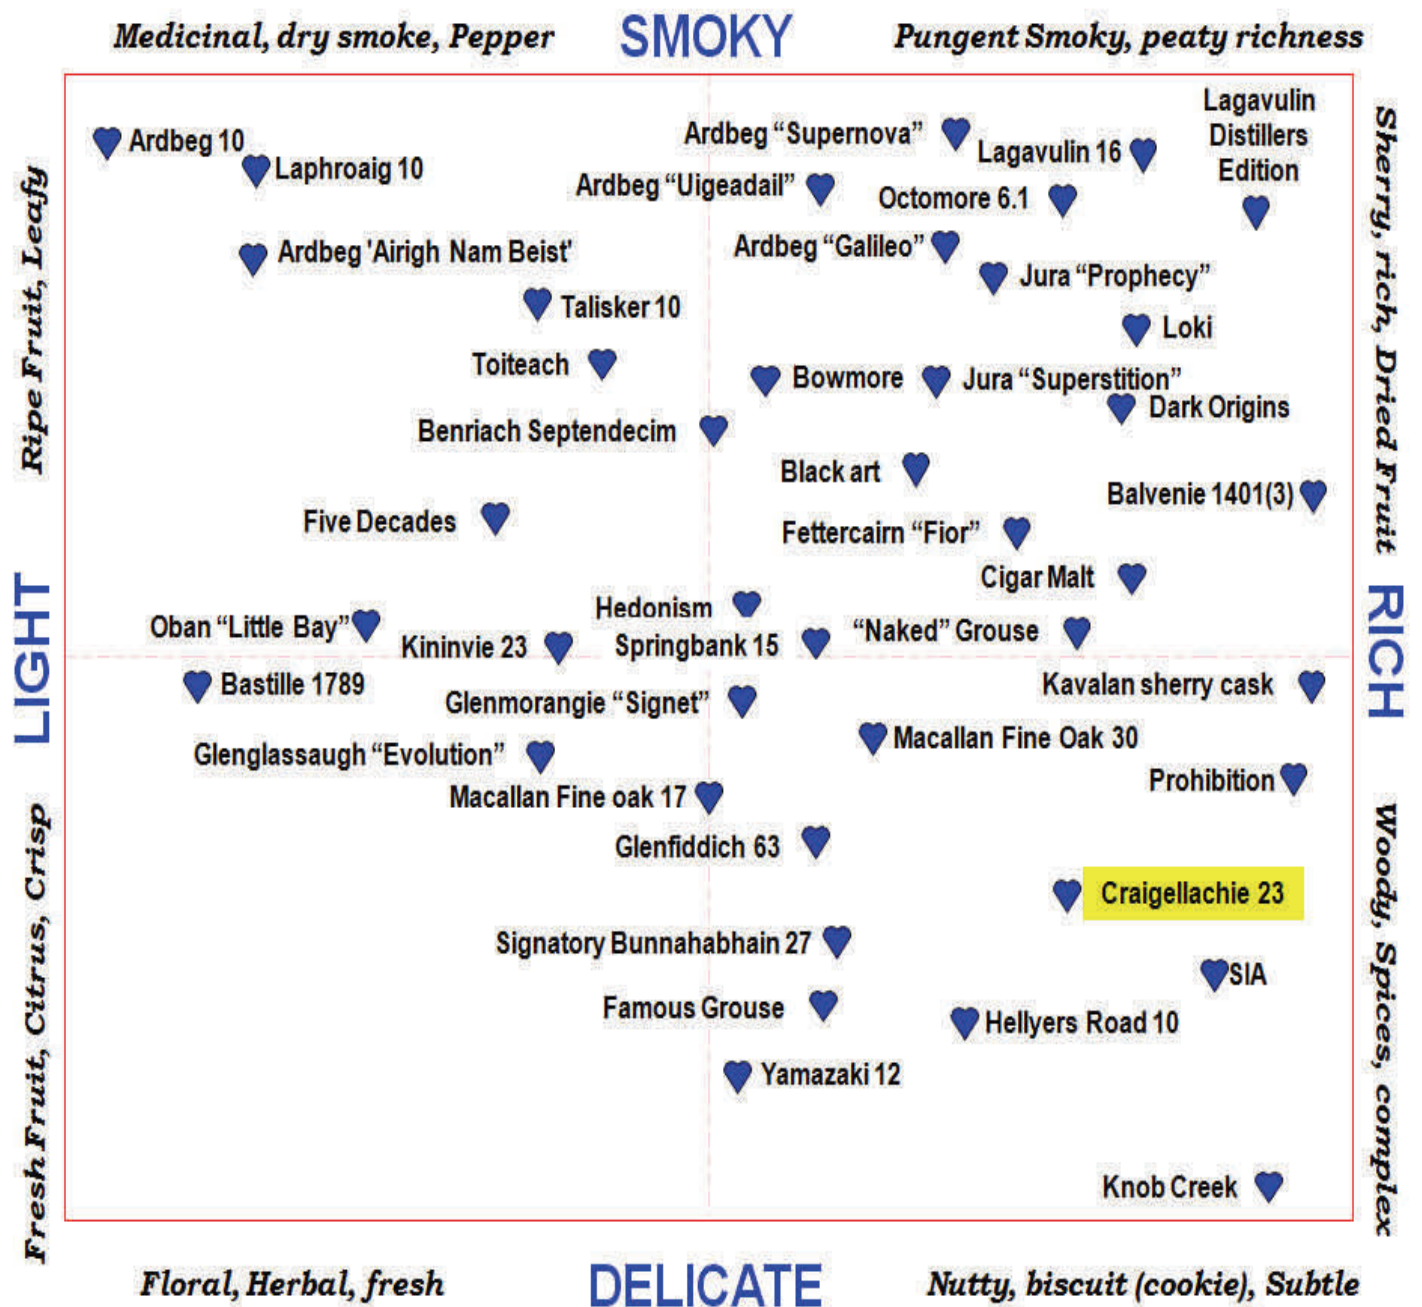 Medicinal, dry smoke, Pepper
SMOKY
Pungent Smoky, peaty richness
Ripe Fruit, Leafy
LIGHT
Fresh Fruit, Citrus, Crisp
Ardbeg 10
Laphroaig 10
Ardbeg "Supernova"
Lagavulin 16
Lagavulin
Distillers
Edition
Ardbeg "Uigeadail"
Octomore 6.1
Ardbeg 'Airigh Nam Beist'
Ardbeg "Galileo"
Jura "Prophecy"
Talisker 10
Loki
Toiteach
Bowmore
Jura "Superstition"
Dark Origins
Benriach Septendecim
Black art
Balvenie 1401(3)
Five Decades
Fettercairn "Fior"
Cigar Malt
Hedonism
Oban "Little Bay"
Kininvie 23
Springbank 15
"Naked" Grouse
Bastille 1789
Kavalan sherry cask
Glenmorangie "Signet"
Macallan Fine Oak 30
Glenglassaugh "Evolution"
Prohibition
Macallan Fine oak 17
Glenfiddich 63
Craigellachie 23
Signatory Bunnahabhain 27
SIA
Famous Grouse
Hellyers Road 10
Yamazaki 12
Knob Creek
Sherry, rich, Dried Fruit
RICH
Woody, Spices, complex
Floral, Herbal, fresh
DELICATE
Nutty, biscuit (cookie), Subtle